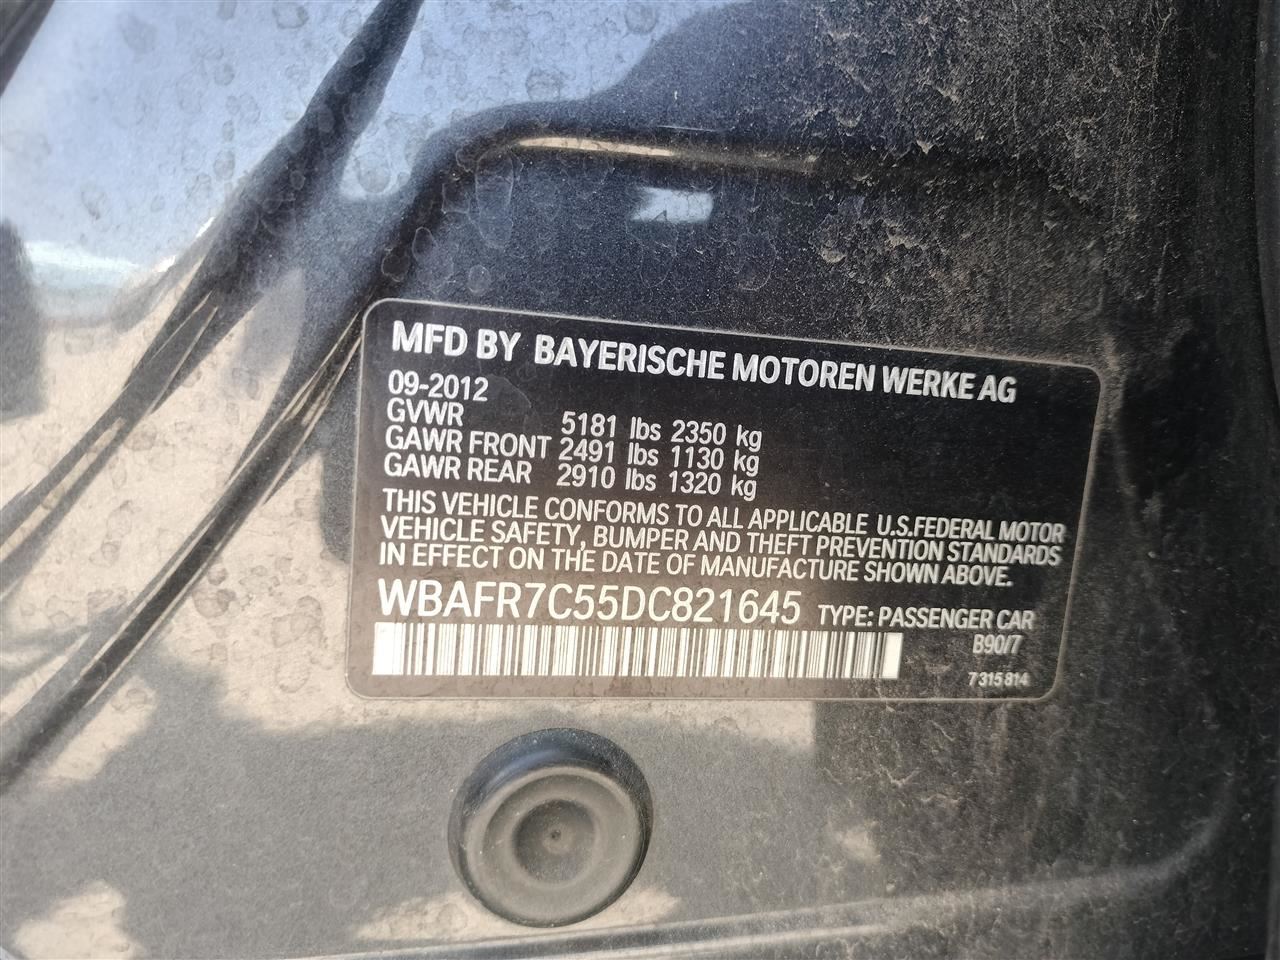 MFD BY BAYERISCHE MOTOREN WERKE AG
09-2012
GVWR 5181 lbs 2350 kg
GAWR FRONT 2491 lbs 1130 kg
GAWR REAR 2910 lbs 1320 kg
THIS VEHICLE CONFORMS TO ALL APPLICABLE U.S.FEDERAL MOTOR
VEHICLE SAFETY, BUMPER AND THEFT PREVENTION STANDARDS
IN EFFECT ON THE DATE OF MANUFACTURE SHOWN ABOVE.
WBAFR7C55DC821645 TYPE: PASSENGER CAR
B90/7
7 315 814